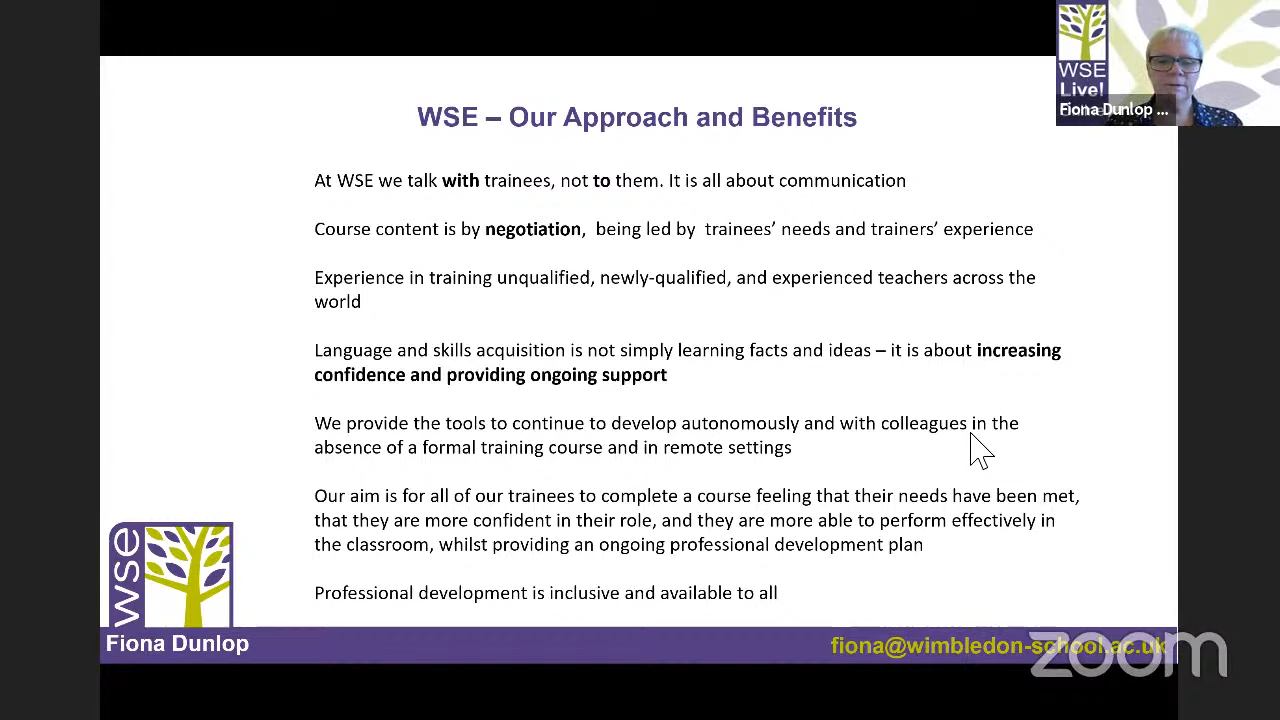 WSE
Live!
Fiona Dunlop ...
WSE – Our Approach and Benefits
At WSE we talk with trainees, not to them. It is all about communication
Course content is by negotiation,  being led by  trainees’ needs and trainers’ experience
Experience in training unqualified, newly-qualified, and experienced teachers across the
world
Language and skills acquisition is not simply learning facts and ideas – it is about increasing
confidence and providing ongoing support
We provide the tools to continue to develop autonomously and with colleagues in the
absence of a formal training course and in remote settings
Our aim is for all of our trainees to complete a course feeling that their needs have been met,
that they are more confident in their role, and they are more able to perform effectively in
the classroom, whilst providing an ongoing professional development plan
Professional development is inclusive and available to all
wse
Fiona Dunlop
fiona@wimbledon-school.ac.uk
zoom